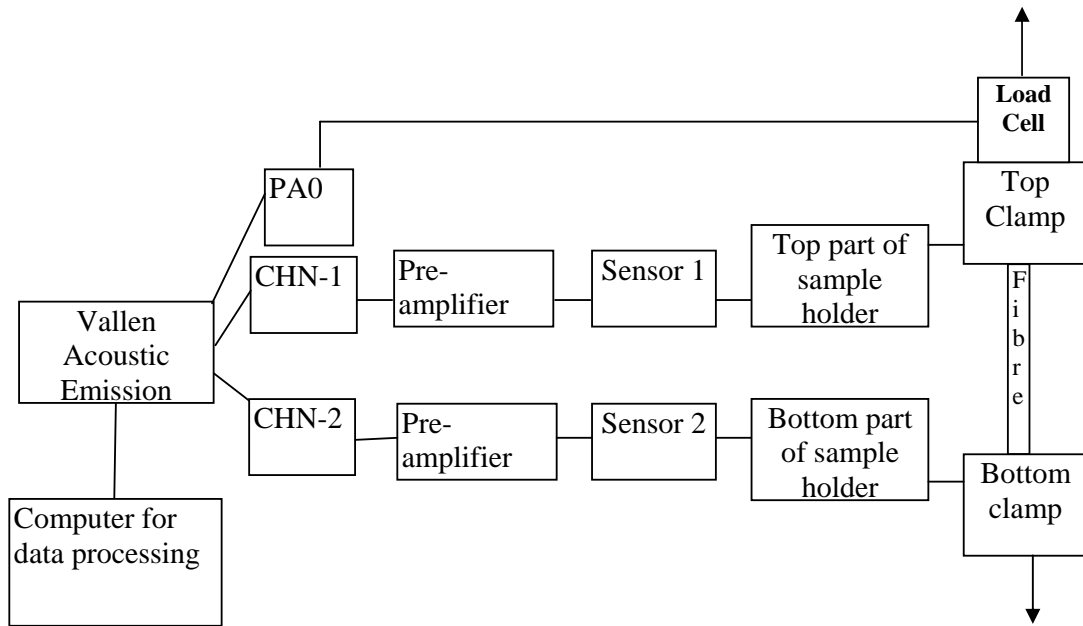 Load
Cell
PA0
Top
Clamp
CHN-1
Pre-
amplifier
Sensor 1
Top part of
sample
holder
F
i
b
r
e
Vallen
Acoustic
Emission
CHN-2
Pre-
amplifier
Sensor 2
Bottom part
of sample
holder
Bottom
clamp
Computer for
data processing